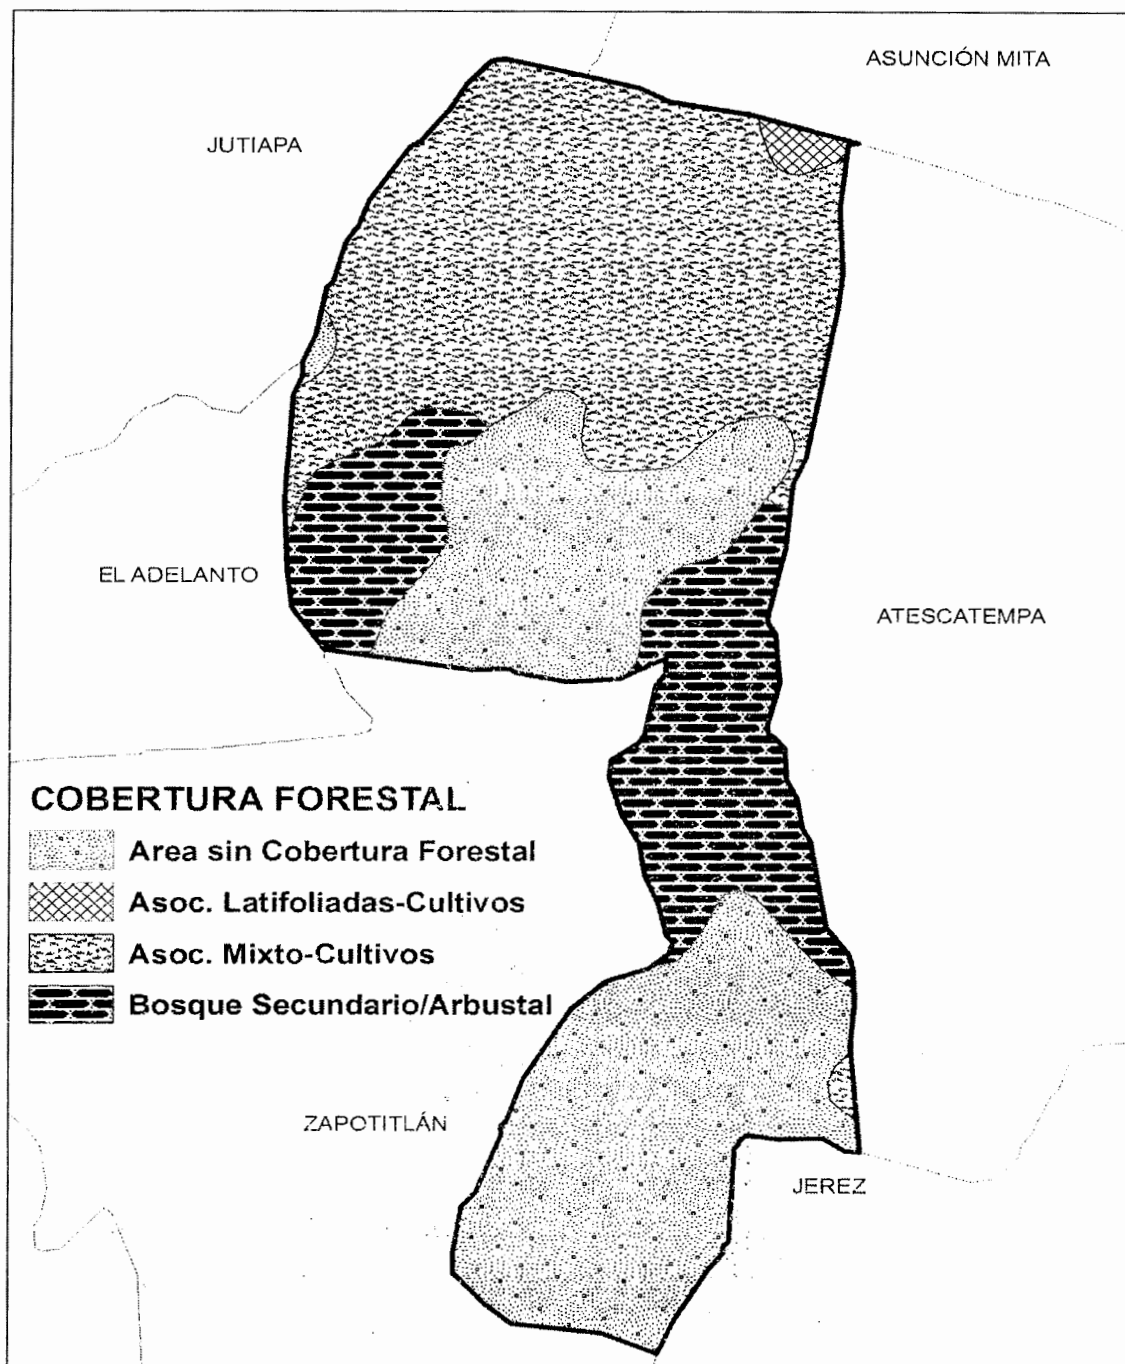 ASUNCIÓN MITA
JUTIAPA
EL ADELANTO
ATESCATEMPA
COBERTURA FORESTAL
Area sin Cobertura Forestal
Asoc. Latifoliadas-Cultivos
Asoc. Mixto-Cultivos
Bosque Secundario/Arbustal
ZAPOTITLÁN
JEREZ